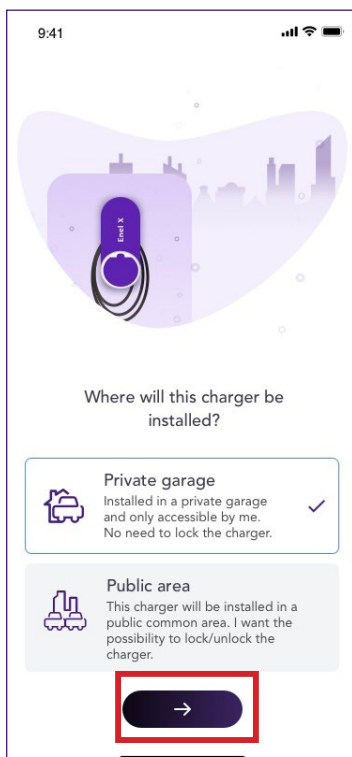 9:41
Enel X
Where will this charger be
installed?
Private garage
Installed in a private garage
and only accessible by me.
No need to lock the charger.
Public area
This charger will be installed in a
public common area. I want the
possibility to lock/unlock the
charger.